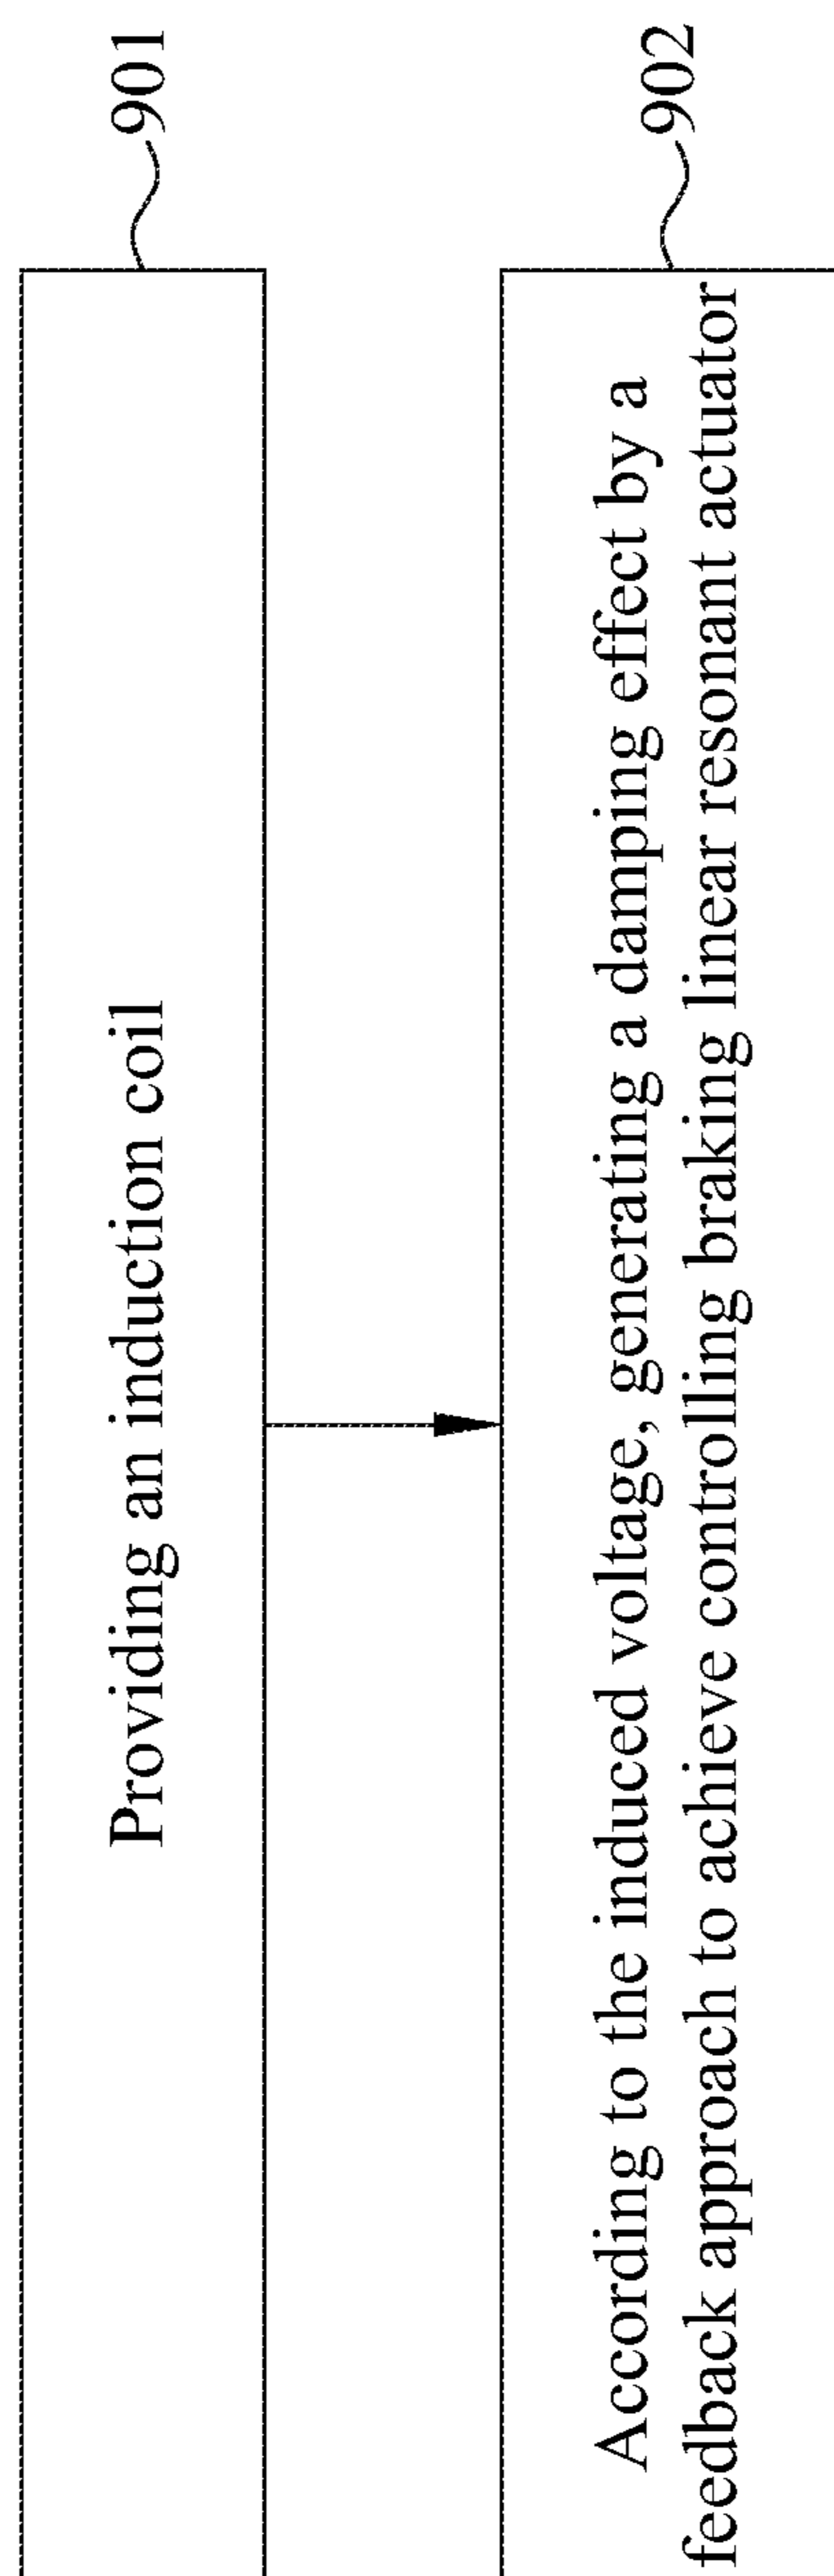 Providing an induction coil
901
According to the induced voltage, generating a damping effect by a
feedback approach to achieve controlling braking linear resonant actuator
902